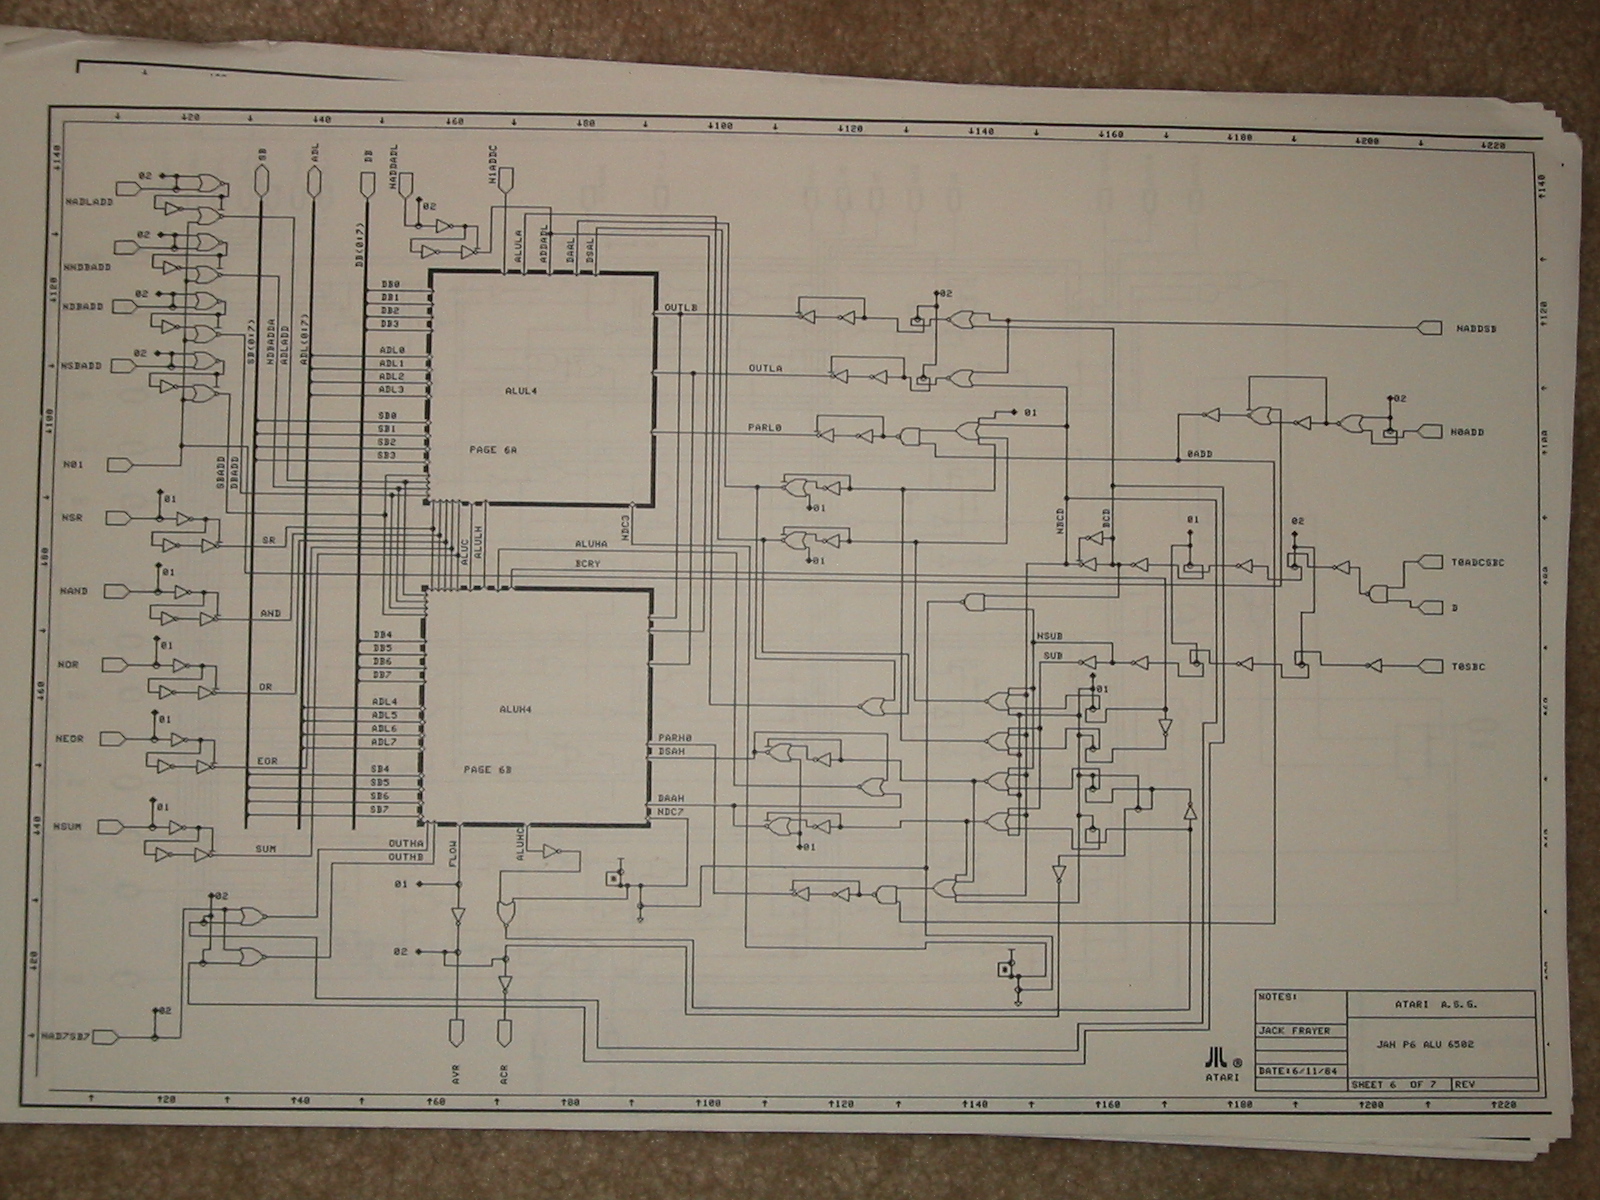 ↓20 ↓40 ↓60 ↓80 ↓100 ↓120 ↓140 ↓160 ↓180 ↓200 ↓220
↓140
↓120
↓100
↓80
↓60
↓40
↓20
↑140
↑120
SB
ADL
DB
NADDADL
N1ADDC
NADLADD
02
NNDBADD
02
NDBADD
02
NSBADD
02
N01
NSR
01
SR
NAND
01
AND
NOR
01
OR
NEOR
01
EOR
NSUM
01
SUM
NAD7SB7
02
02
SB(0:7)
NDBADDA
ADLADD
ADL(0:7)
DB(0:7)
SBADD
DBADD
02
ALULA
ADDADL
DAAL
DSAL
DB0
DB1
DB2
DB3
ADL0
ADL1
ADL2
ADL3
SB0
SB1
SB2
SB3
ALUL4
PAGE 6A
OUTLB
OUTLA
PARL0
ALUC
ALULH
NDC3
ALUHA
BCRY
DB4
DB5
DB6
DB7
ADL4
ADL5
ADL6
ADL7
SB4
SB5
SB6
SB7
ALUH4
PAGE 6B
PARH0
DSAH
DAAH
NDC7
OUTHA
OUTHB
FLOW
ALUHC
01
02
AVR
ACR
02
NADDSB
01
0ADD
02
N0ADD
01
01
NBCD
BCD
01
02
T0ADCSBC
D
NSUB
SUB
T0SBC
01
01
NOTES:
JACK FRAYER
DATE:6/11/84
ATARI A.S.G.
JAN P6 ALU 6502
SHEET 6 OF 7
REV
®
ATARI
↑20 ↑40 ↑60 ↑80 ↑100 ↑120 ↑140 ↑160 ↑180 ↑200 ↑220